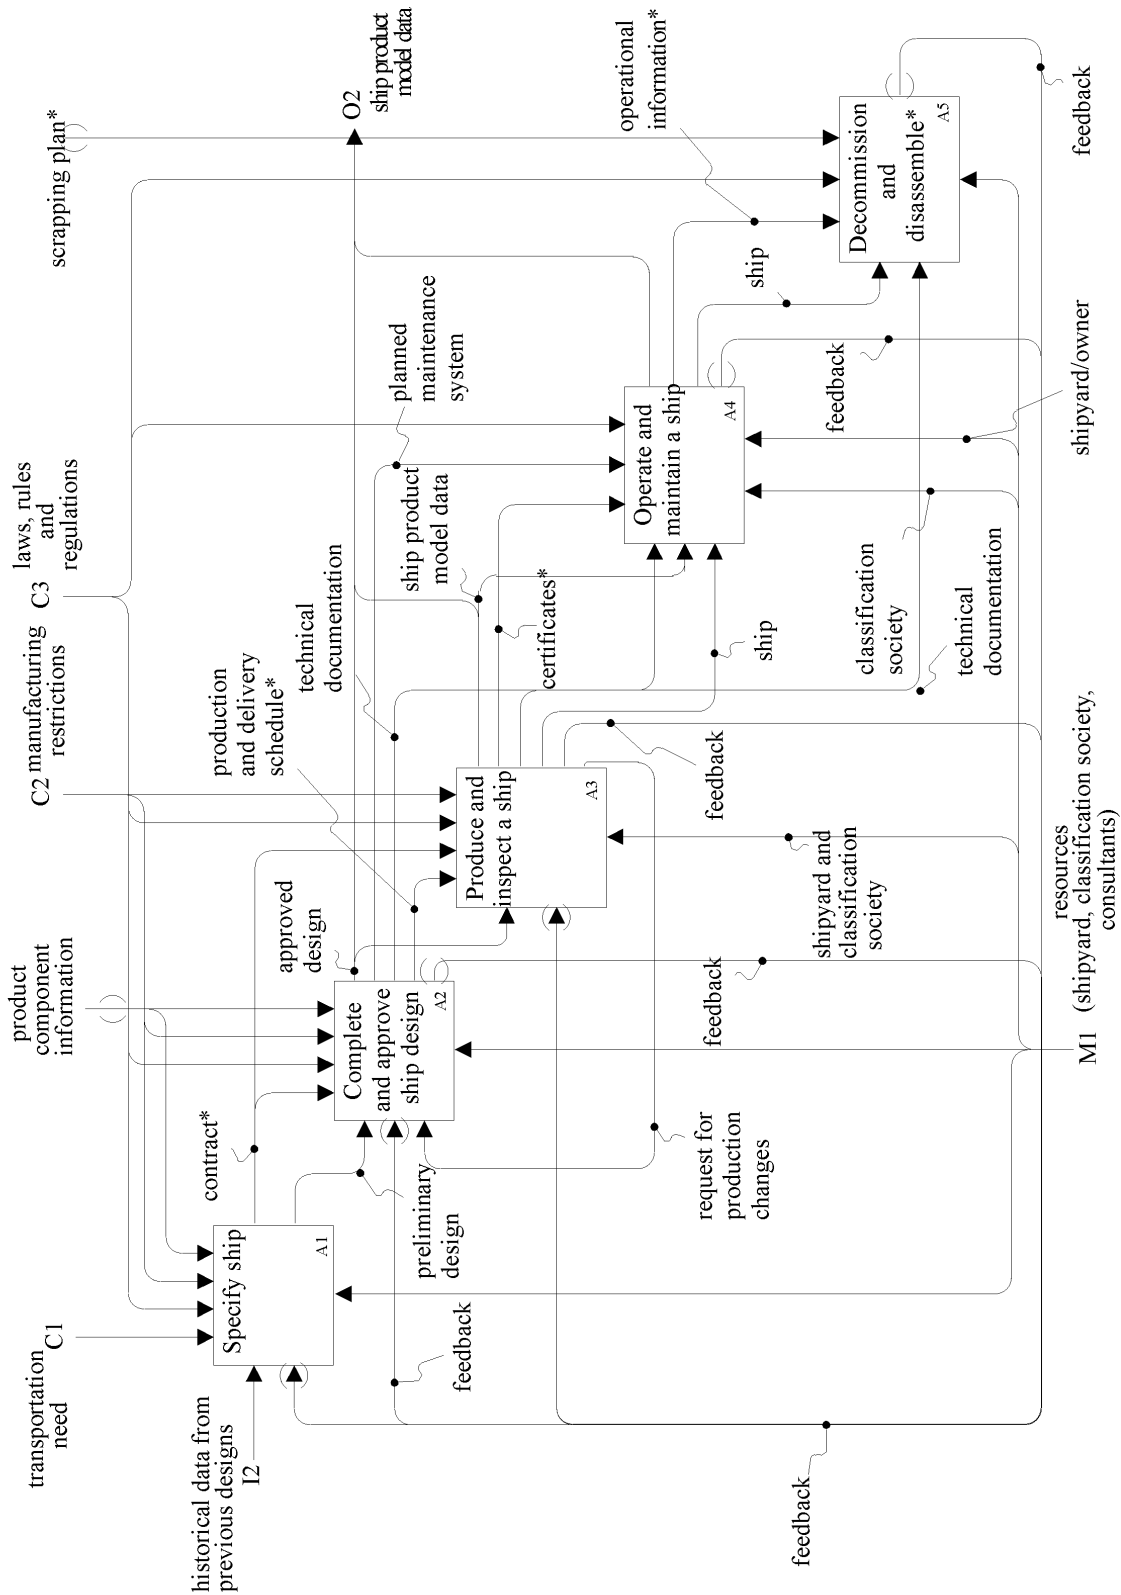 transportation
need
C1
product
component
information
C2 manufacturing
restrictions
C3 laws, rules
and
regulations
scrapping plan*
historical data from
previous designs
I2
Specify ship
A1
contract*
preliminary
design
Complete
and approve
ship design
A2
approved
design
production
and delivery
schedule*
technical
documentation
planned
maintenance
system
O2 ship product
model data
Produce and
inspect a ship
A3
ship product
model data
certificates*
Operate and
maintain a ship
A4
operational
information*
ship
Decommission
and
disassemble*
A5
feedback
feedback
request for
production
changes
feedback
shipyard and
classification
society
feedback
ship
classification
society
technical
documentation
feedback
shipyard/owner
feedback
feedback
M1
resources
(shipyard, classification society,
consultants)